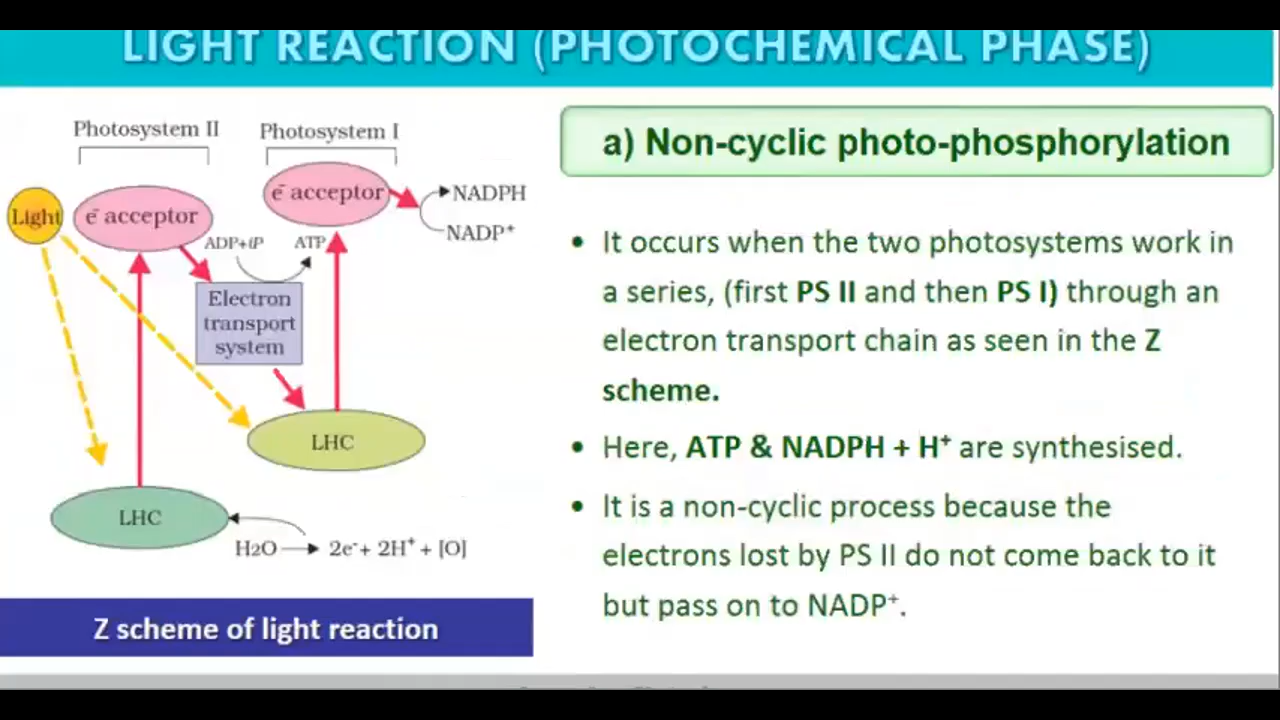 LIGHT REACTION (PHOTOCHEMICAL PHASE)
Photosystem II
Photosystem I
Light
e⁻ acceptor
e⁻ acceptor
NADPH
NADP⁺
ADP+iP
ATP
Electron
transport
system
LHC
LHC
H2O 2e⁻+ 2H⁺ + [O]
Z scheme of light reaction
a) Non-cyclic photo-phosphorylation
• It occurs when the two photosystems work in
a series, (first PS II and then PS I) through an
electron transport chain as seen in the Z
scheme.
• Here, ATP & NADPH + H⁺ are synthesised.
• It is a non-cyclic process because the
electrons lost by PS II do not come back to it
but pass on to NADP⁺.